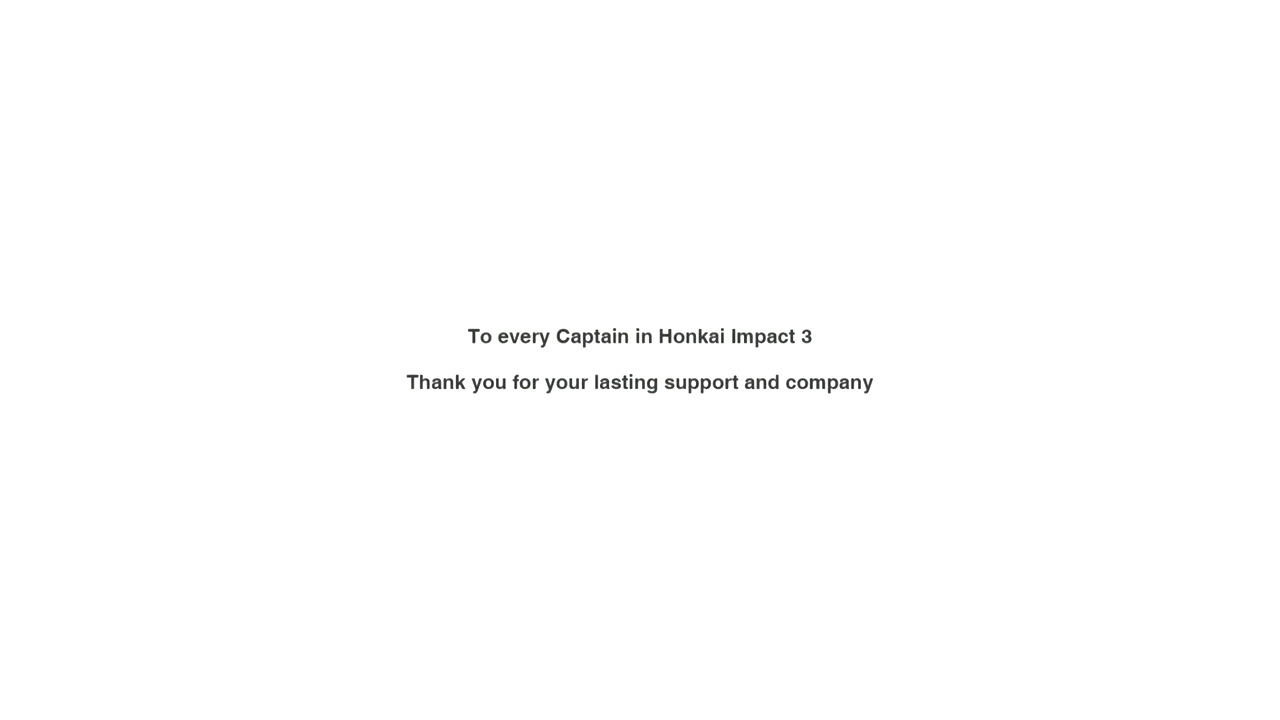 To every Captain in Honkai Impact 3
Thank you for your lasting support and company